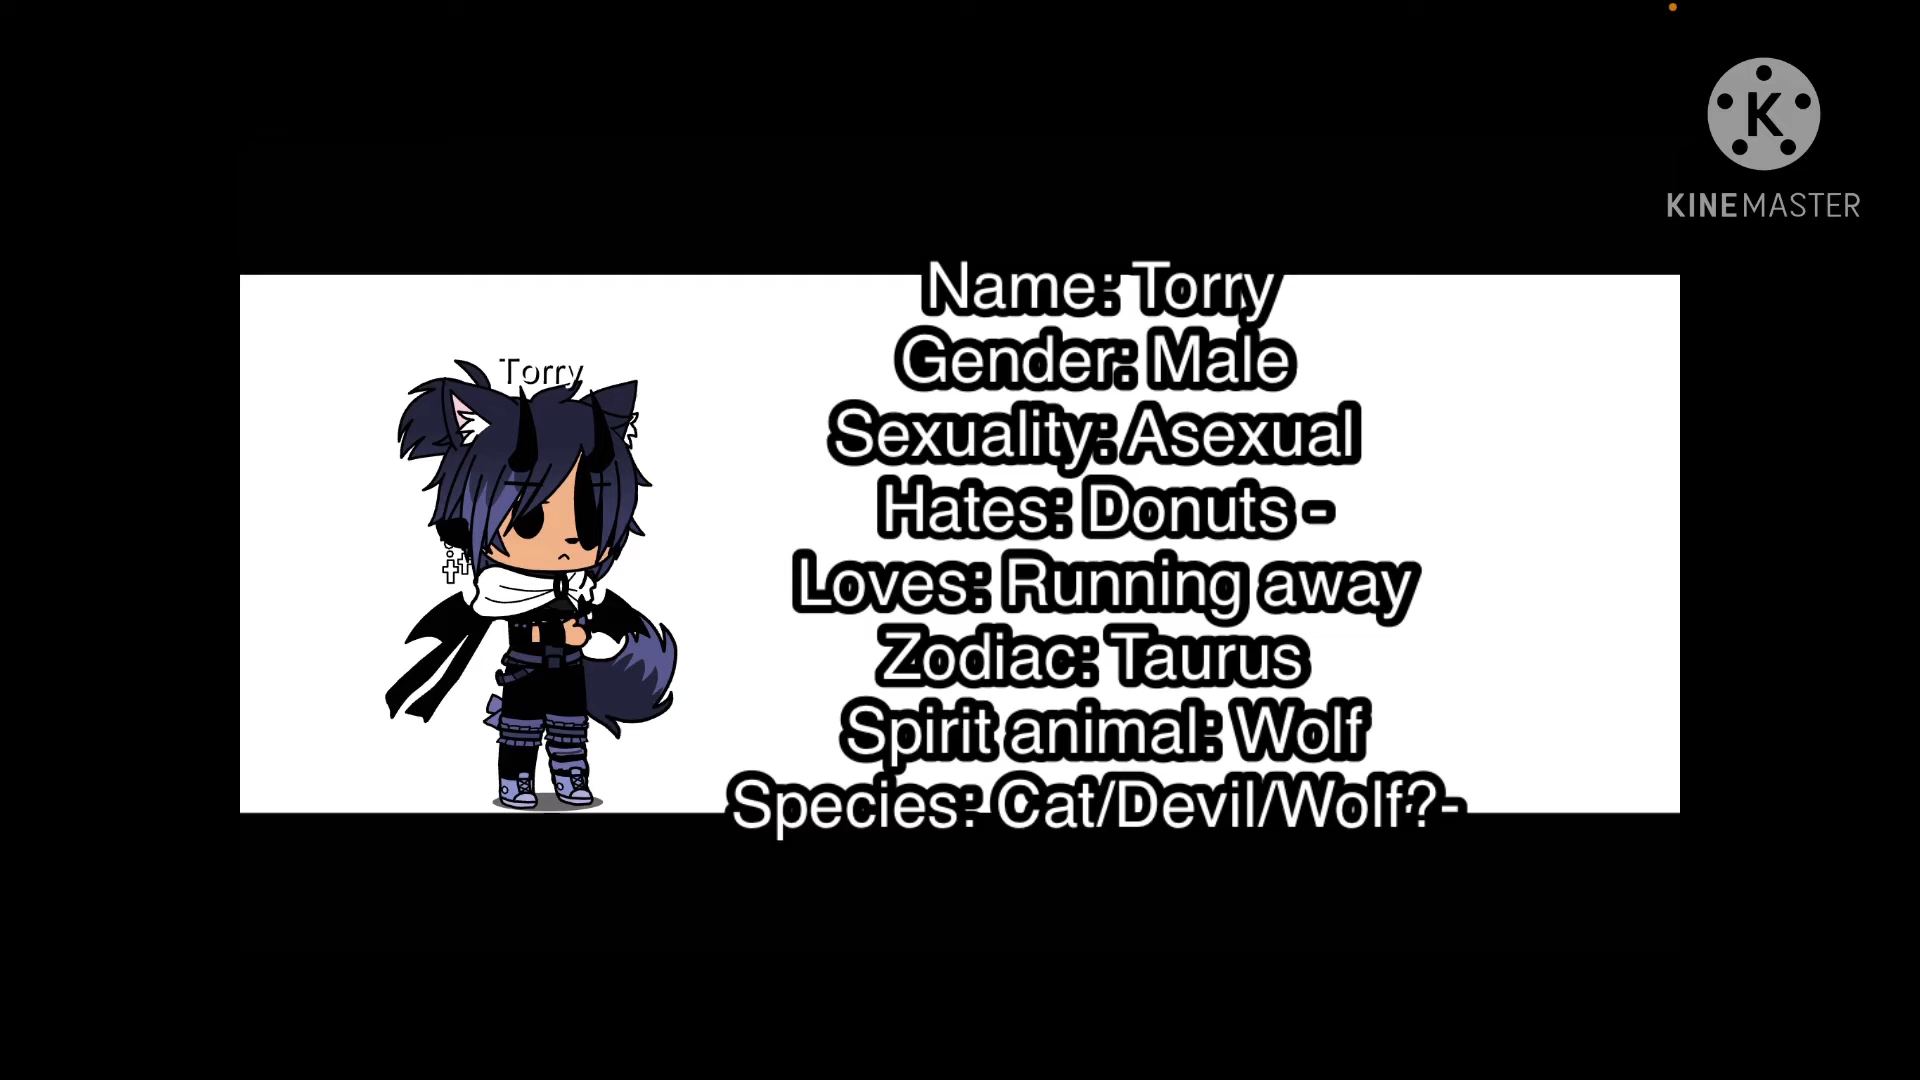 K
KINEMASTER
Name: Torry
Gender: Male
Sexuality: Asexual
Hates: Donuts -
Loves: Running away
Zodiac: Taurus
Spirit animal: Wolf
Species: Cat/Devil/Wolf?-
Torry